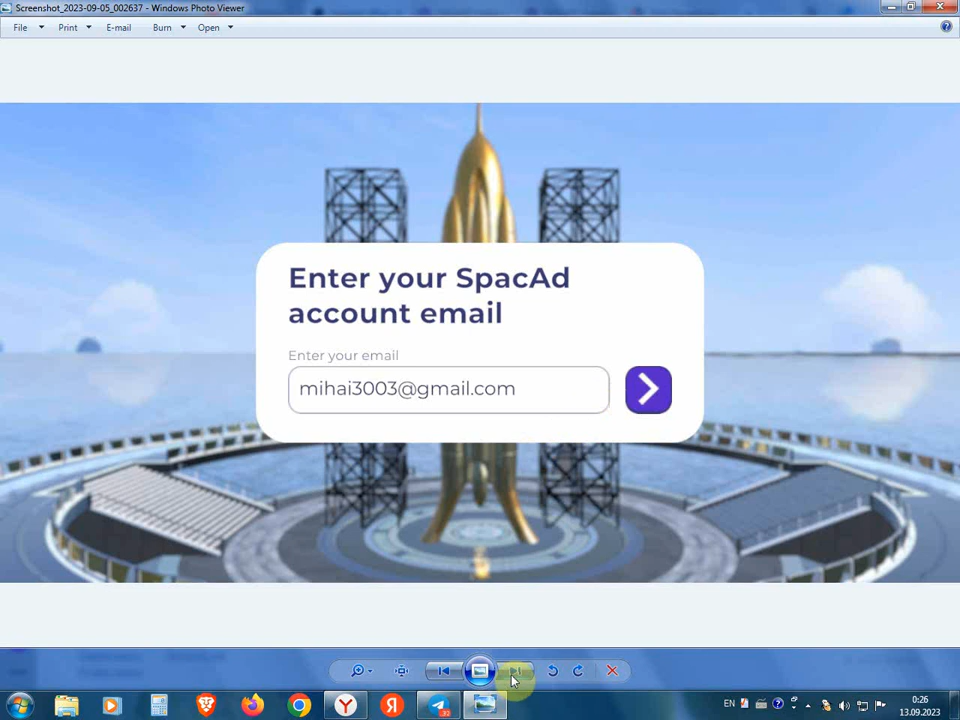 Screenshot_2023-09-05_002637 - Windows Photo Viewer
File Print E-mail Burn Open
Enter your SpacAd
account email
Enter your email
mihai3003@gmail.com
EN
0:26
13.09.2023